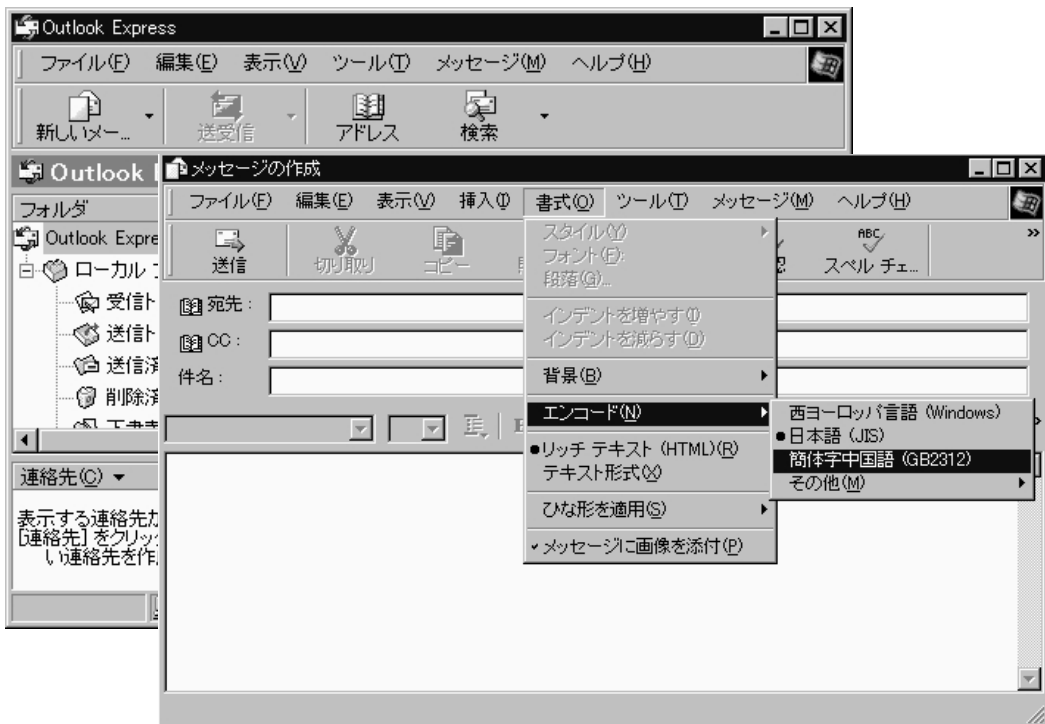 Outlook Express
ファイル(F) 編集(E) 表示(V) ツール(T) メッセージ(M) ヘルプ(H)
新しいメー... 送受信 アドレス 検索
Outlook
フォルダ
Outlook Expre
ローカル
受信ト
送信ト
送信済
削除済
下書き
連絡先(C)
表示する連絡先が
[連絡先] をクリッ
い連絡先を作
メッセージの作成
ファイル(F) 編集(E) 表示(V) 挿入(I) 書式(O) ツール(T) メッセージ(M) ヘルプ(H)
送信 切り取り コピー ABC スペル チェ...
宛先:
CC:
件名:
スタイル(Y)
フォント(F):
段落(G)...
インデントを増やす(I)
インデントを減らす(D)
背景(B)
エンコード(N)
リッチ テキスト (HTML)(R)
テキスト形式(X)
ひな形を適用(S)
メッセージに画像を添付(P)
西ヨーロッパ言語 (Windows)
日本語 (JIS)
簡体字中国語 (GB2312)
その他(M)